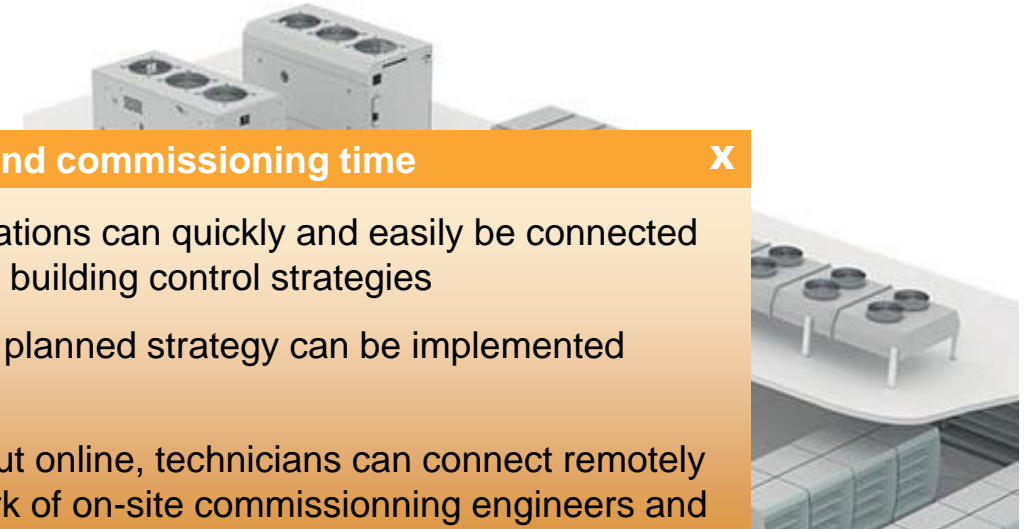 nd commissioning time x
ations can quickly and easily be connected
building control strategies
planned strategy can be implemented
ut online, technicians can connect remotely
rk of on-site commissionning engineers and